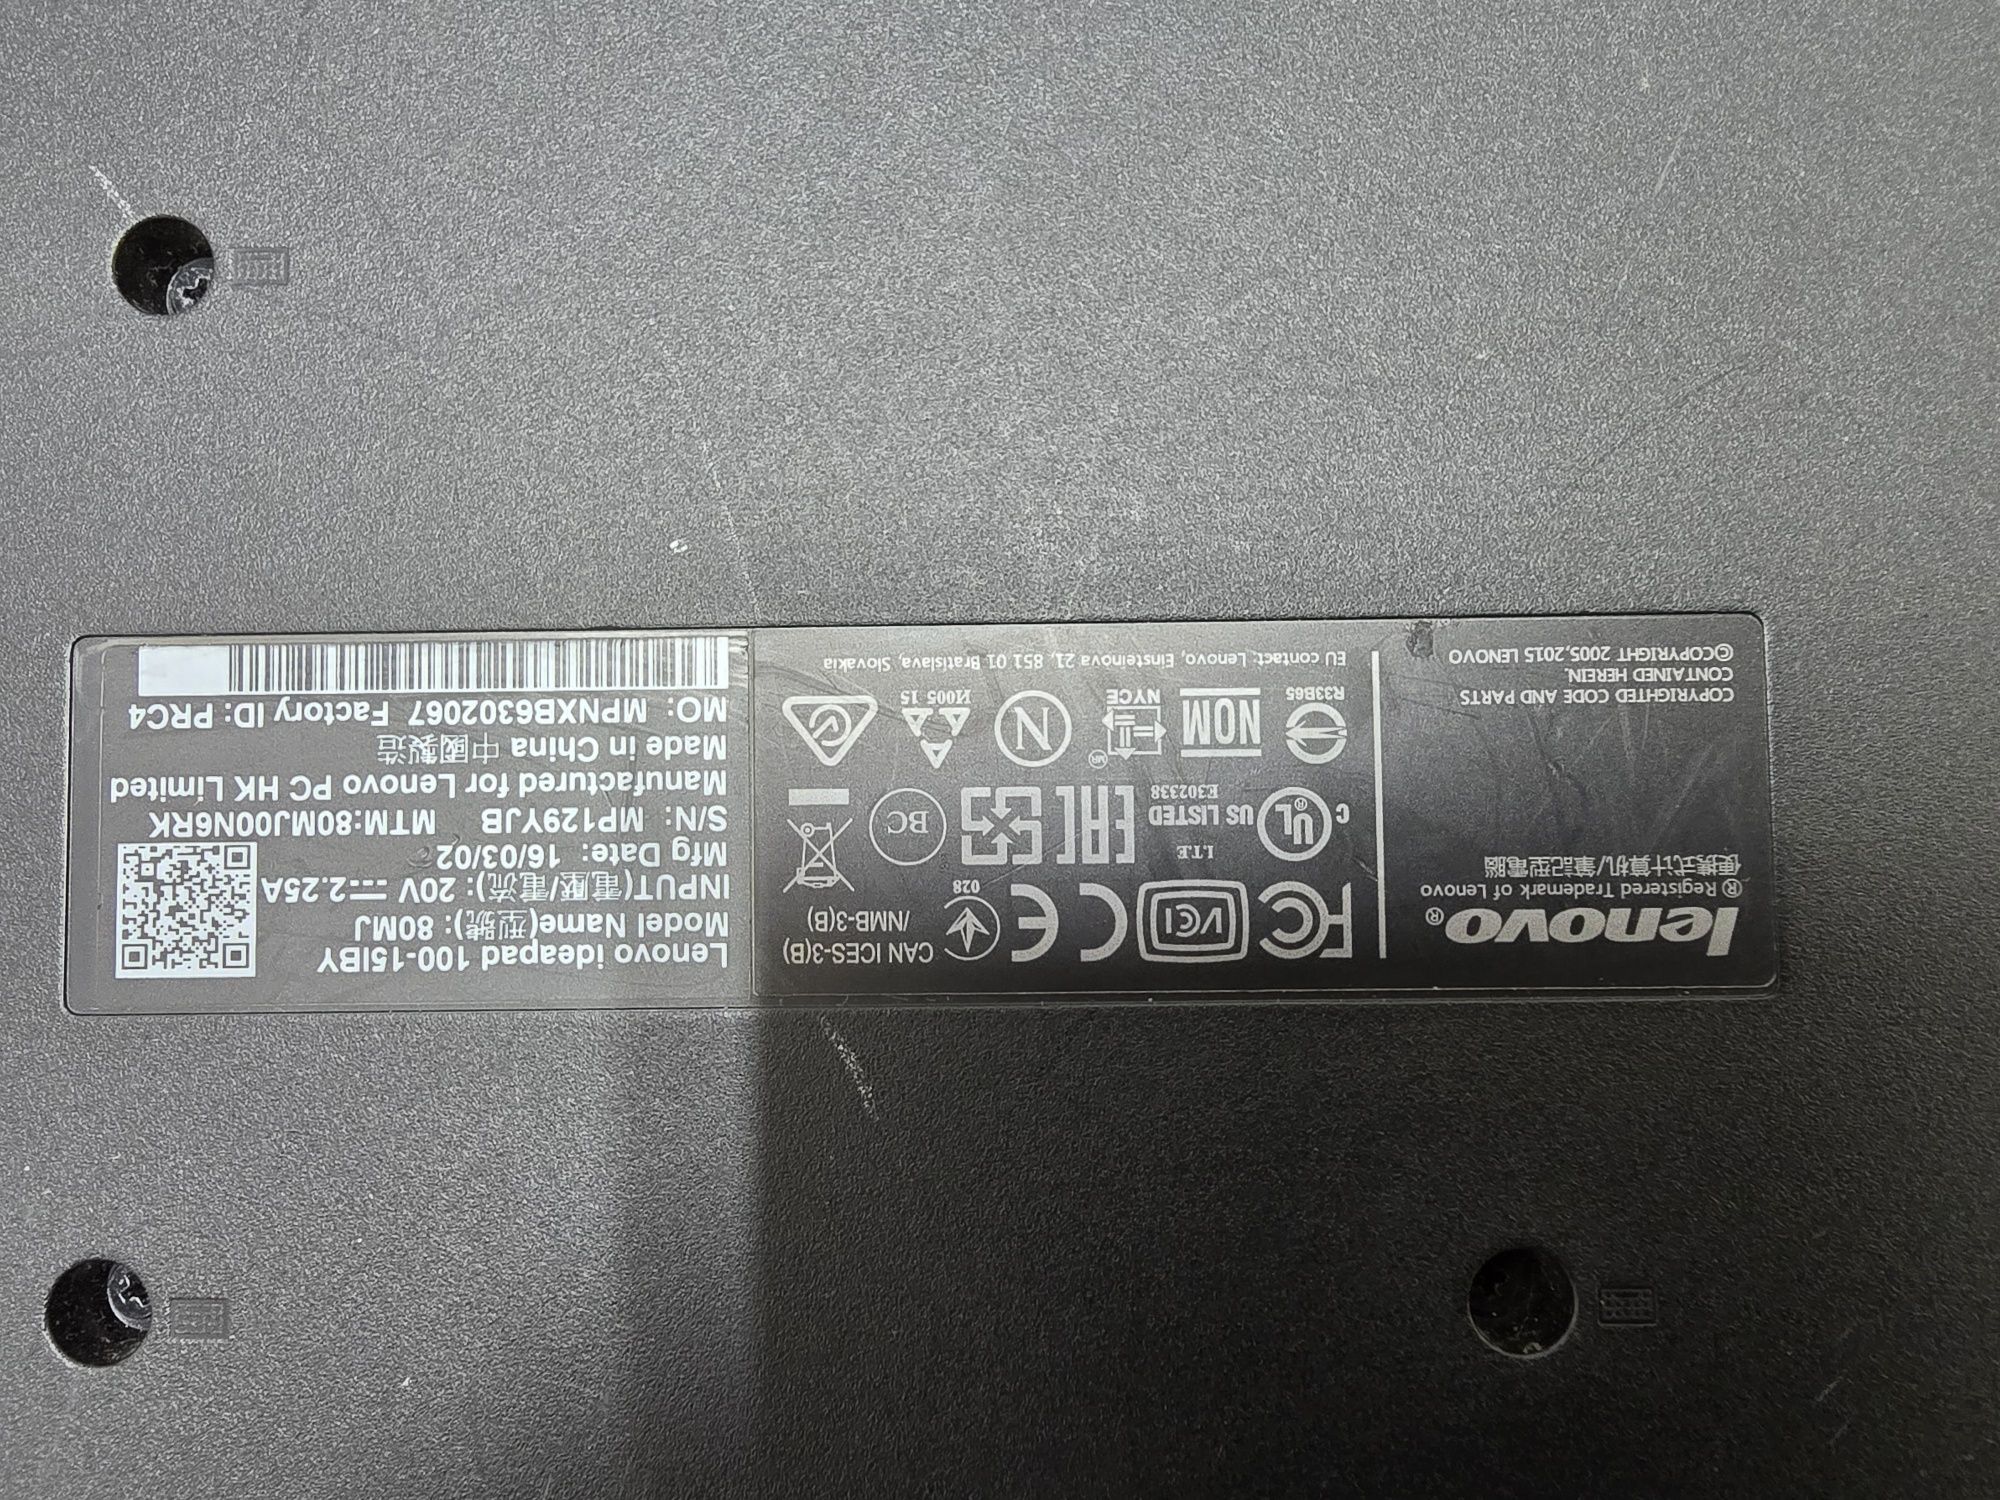 lenovo®
® Registered Trademark of Lenovo
便携式计算机/筆記型電腦
COPYRIGHTED CODE AND PARTS
CONTAINED HEREIN.
©COPYRIGHT 2005,2015 LENOVO
FC
VCI
CE
028
CAN ICES-3(B)
/NMB-3(B)
C UL ® US LISTED
I.T.E
E302338
EAC
BC
R33B65
NOM
NYCE
MR
N
I1005 15
EU contact: Lenovo, Einsteinova 21, 851 01 Bratislava, Slovakia
Lenovo ideapad 100-15IBY
Model Name(型號): 80MJ
INPUT(電壓/電流): 20V ⎓ 2.25A
Mfg Date: 16/03/02
S/N: MP129YJB MTM:80MJ00N6RK
Manufactured for Lenovo PC HK Limited
Made in China 中國製造
MO: MPNXB6302067 Factory ID: PRC4